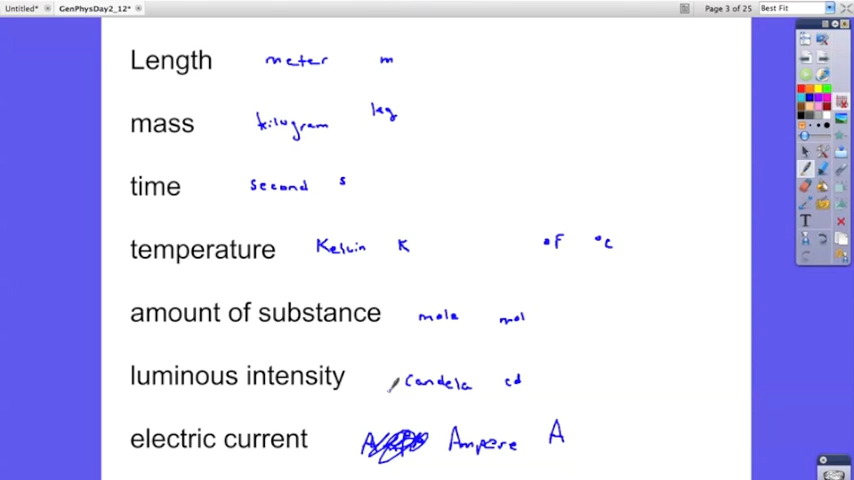 Untitled* GenPhysDay2_12* Page 3 of 25 Best Fit
Length meter m
mass kilogram kg
time second s
temperature Kelvin K °F °C
amount of substance mole mol
luminous intensity Candela cd
electric current Ampere A